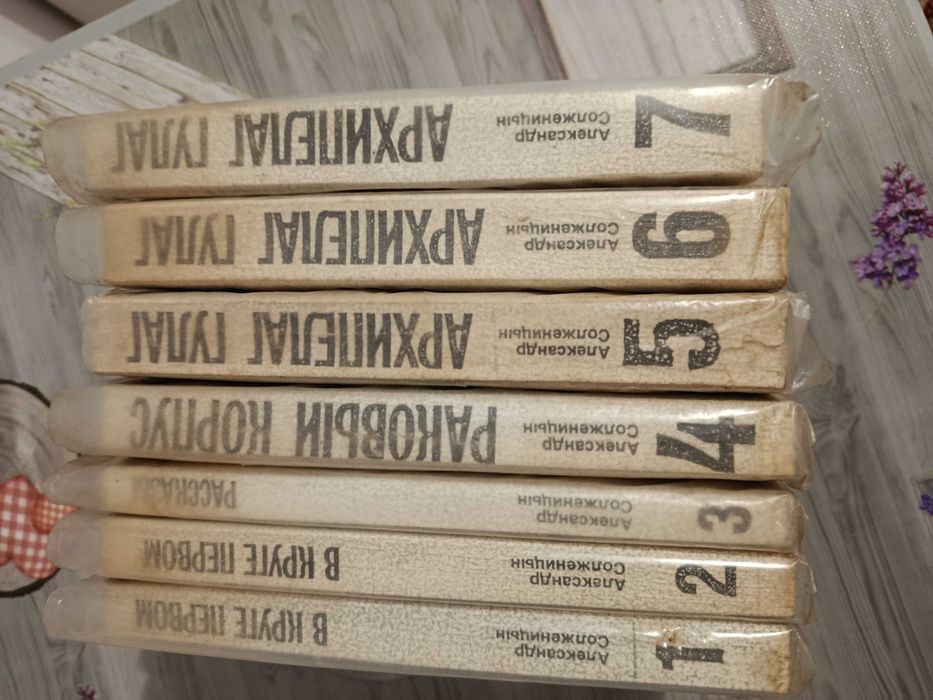 7
Александр
Солженицын
АРХИПЕЛАГ ГУЛАГ
6
Александр
Солженицын
АРХИПЕЛАГ ГУЛАГ
5
Александр
Солженицын
АРХИПЕЛАГ ГУЛАГ
4
Александр
Солженицын
РАКОВЫЙ КОРПУС
3
Александр
Солженицын
РАССКАЗЫ
2
Александр
Солженицын
В КРУГЕ ПЕРВОМ
1
Александр
Солженицын
В КРУГЕ ПЕРВОМ